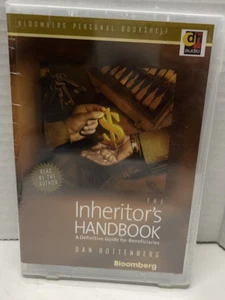 BLOOMBERG PERSONAL BOOKSHELF
audio
READ
BY THE
AUTHOR
THE
Inheritor's
HANDBOOK
A Definitive Guide for Beneficiaries
DAN ROTTENBERG
Bloomberg